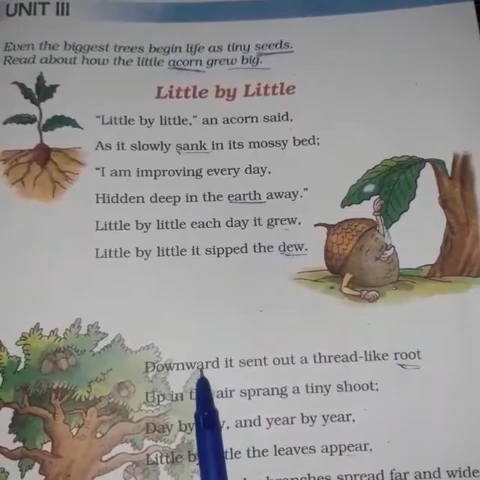 UNIT III
Even the biggest trees begin life as tiny seeds.
Read about how the little acorn grew big.
Little by Little
"Little by little," an acorn said,
As it slowly sank in its mossy bed;
"I am improving every day,
Hidden deep in the earth away."
Little by little each day it grew,
Little by little it sipped the dew.
Downward it sent out a thread-like root
Up in air sprang a tiny shoot;
Day by, and year by year,
Little the leaves appear,
branches spread far and wide